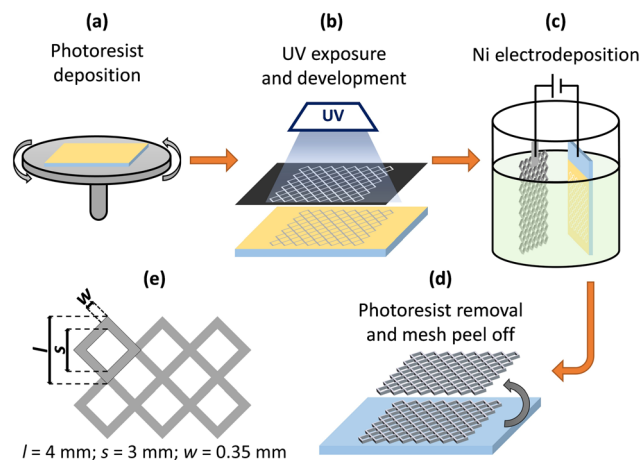 (a)
Photoresist
deposition
(b)
UV exposure
and development
UV
(c)
Ni electrodeposition
(d)
Photoresist removal
and mesh peel off
(e)
w
l
s
l = 4 mm; s = 3 mm; w = 0.35 mm